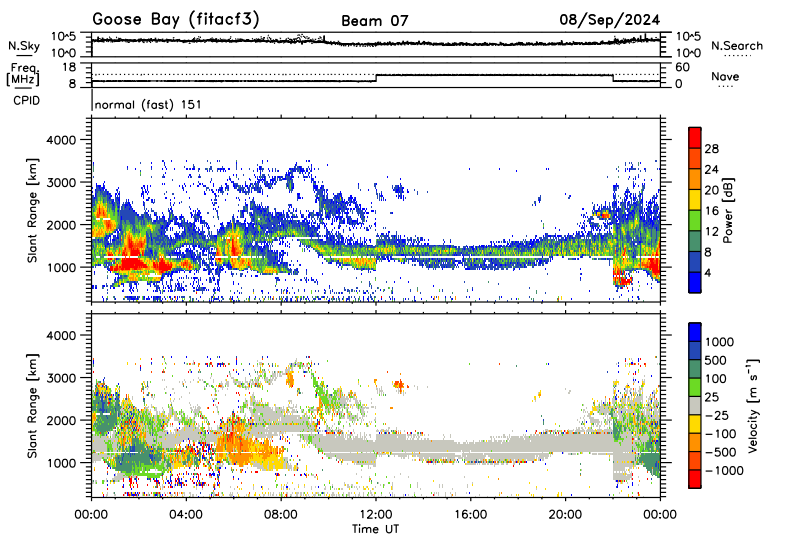 Goose Bay (fitacf3) Beam 07 08/Sep/2024
N.Sky 10^5 10^0 10^5 10^0 N.Search
Freq. [MHz] 18 8 60 0 Nave
CPID normal (fast) 151
Slant Range [km] 4000 3000 2000 1000
Power [dB] 28 24 20 16 12 8 4
Slant Range [km] 4000 3000 2000 1000
Velocity [m s⁻¹] 1000 500 100 25 −25 −100 −500 −1000
00:00 04:00 08:00 12:00 16:00 20:00 00:00
Time UT